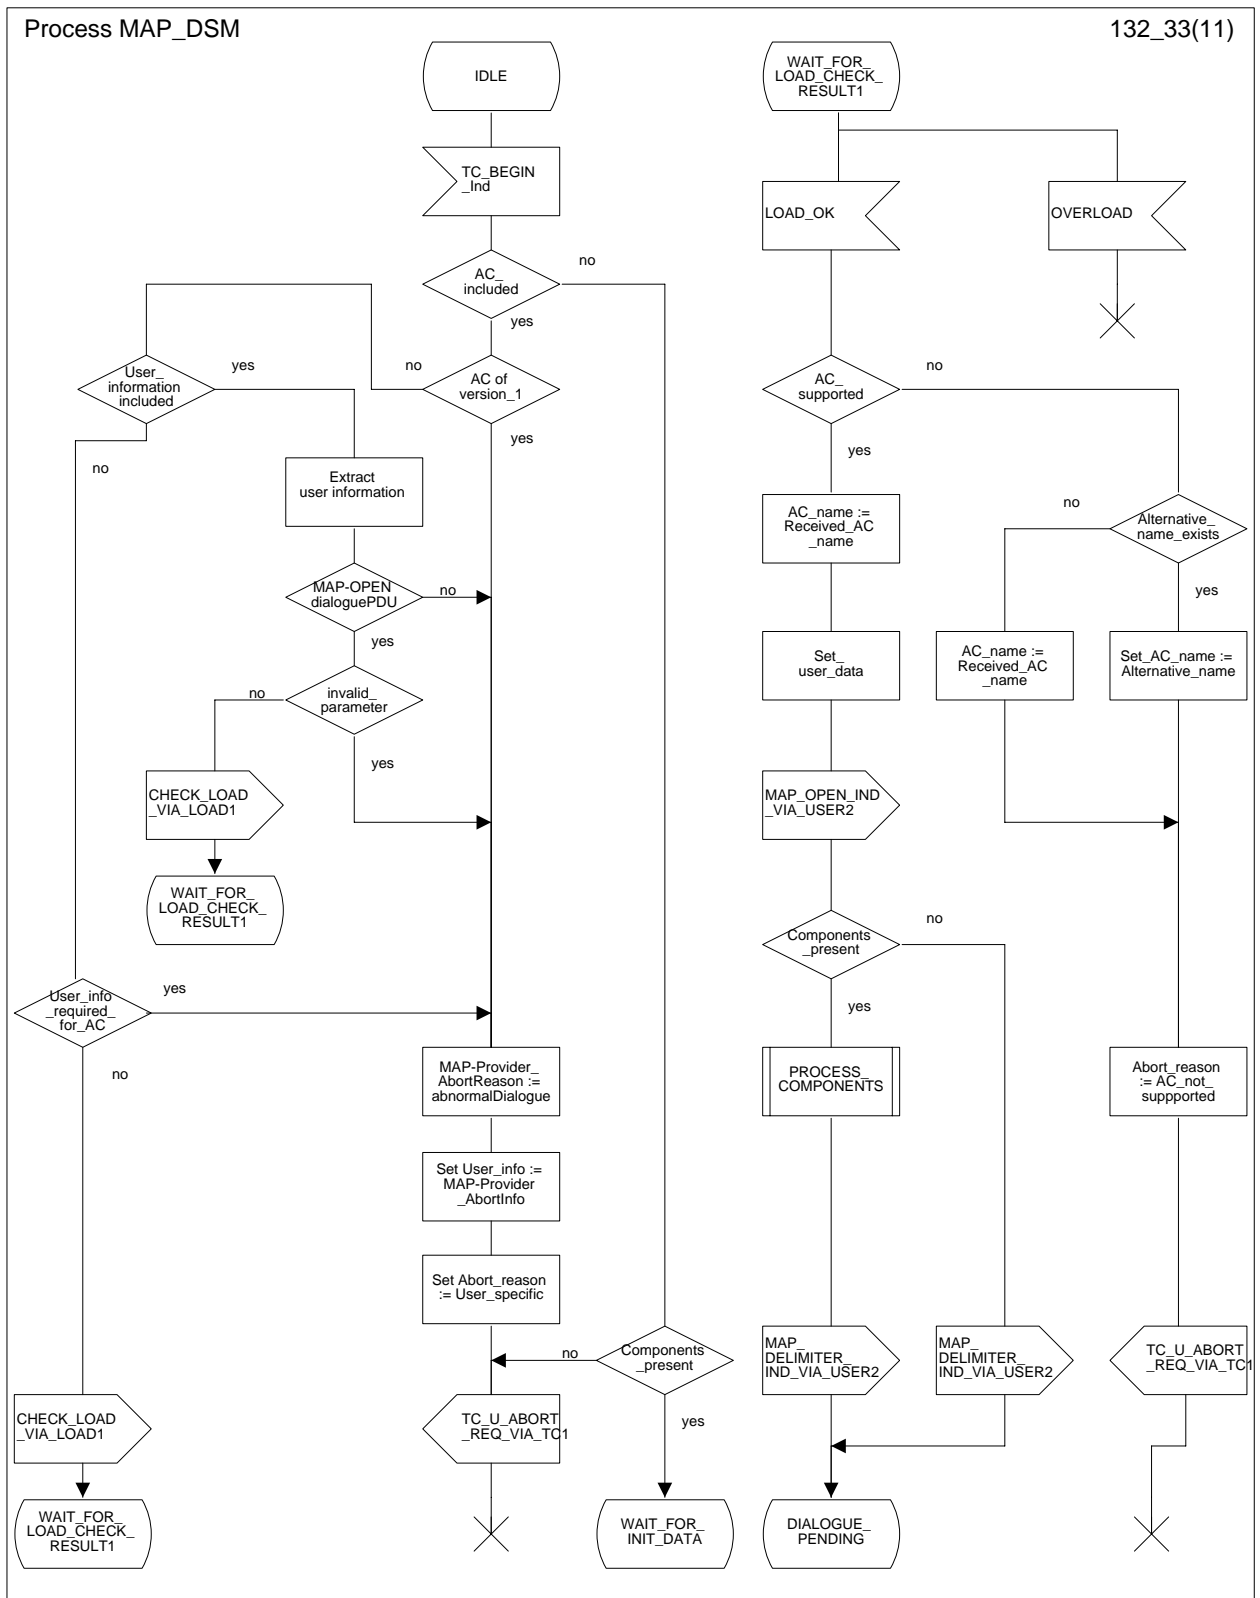 Process MAP_DSM
132_33(11)
IDLE
TC_BEGIN
_Ind
AC_
included
no
yes
AC of
version_1
no
yes
User_
information
included
yes
no
Extract
user information
MAP-OPEN
dialoguePDU
no
yes
invalid_
parameter
no
yes
CHECK_LOAD
_VIA_LOAD1
WAIT_FOR_
LOAD_CHECK_
RESULT1
User_info
_required_
for_AC
yes
no
MAP-Provider_
AbortReason :=
abnormalDialogue
Set User_info :=
MAP-Provider
_AbortInfo
Set Abort_reason
:= User_specific
Components
_present
no
yes
CHECK_LOAD
_VIA_LOAD1
TC_U_ABORT
_REQ_VIA_TC1
WAIT_FOR_
LOAD_CHECK_
RESULT1
WAIT_FOR_
INIT_DATA
WAIT_FOR_
LOAD_CHECK_
RESULT1
LOAD_OK
OVERLOAD
AC_
supported
no
yes
AC_name :=
Received_AC
_name
Alternative_
name_exists
no
yes
Set_
user_data
AC_name :=
Received_AC
_name
Set_AC_name :=
Alternative_name
MAP_OPEN_IND
_VIA_USER2
Components
_present
no
yes
PROCESS_
COMPONENTS
Abort_reason
:= AC_not_
suppported
MAP_
DELIMITER_
IND_VIA_USER2
MAP_
DELIMITER_
IND_VIA_USER2
TC_U_ABORT
_REQ_VIA_TC1
DIALOGUE_
PENDING